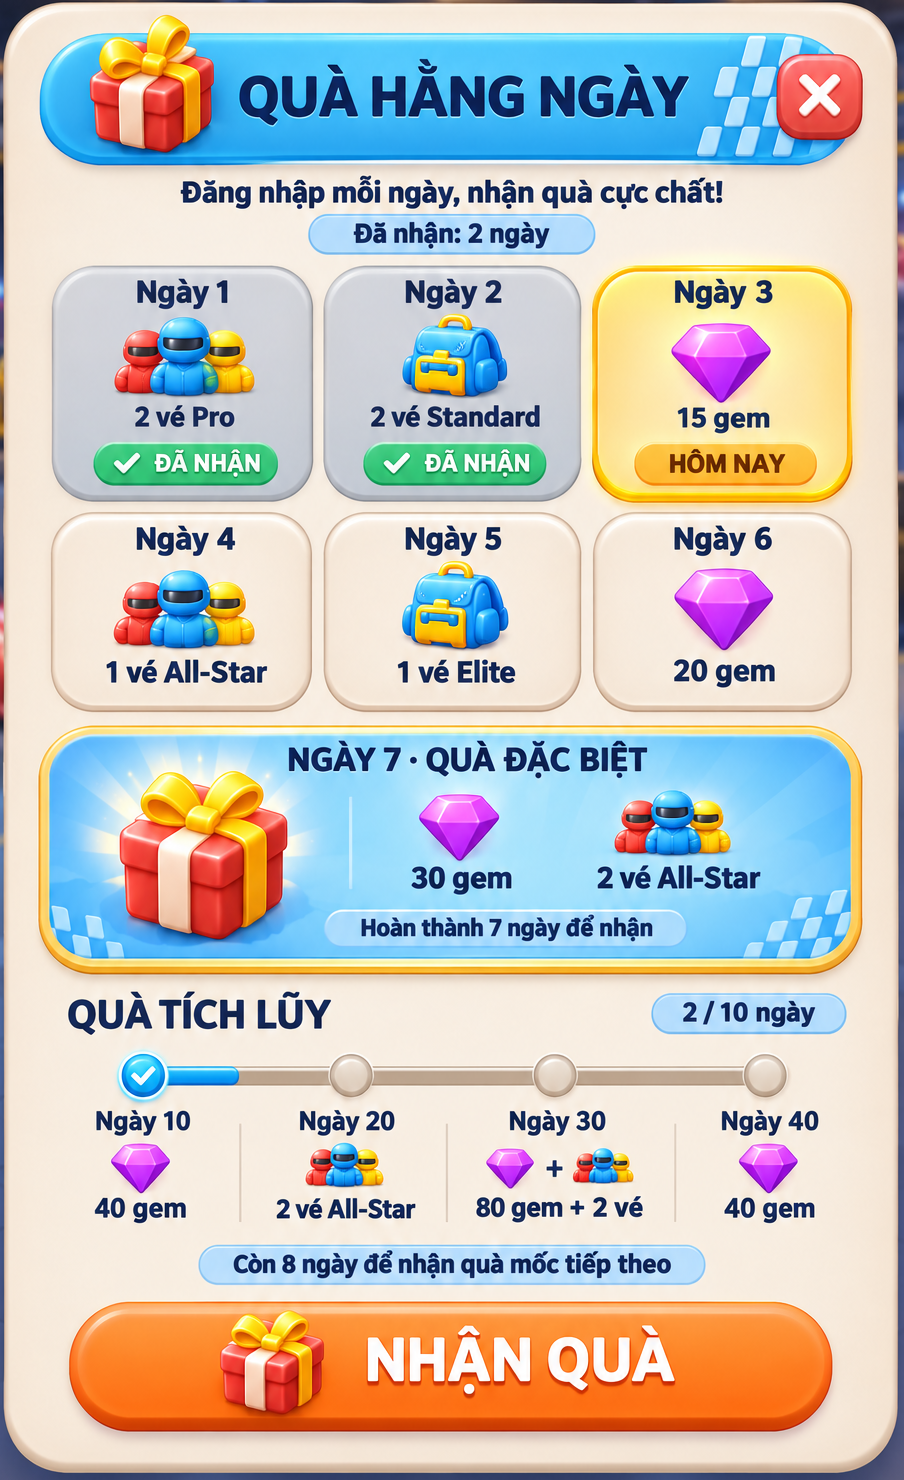 QUÀ HẰNG NGÀY
Đăng nhập mỗi ngày, nhận quà cực chất!
Đã nhận: 2 ngày
Ngày 1
2 vé Pro
ĐÃ NHẬN
Ngày 2
2 vé Standard
ĐÃ NHẬN
Ngày 3
15 gem
HÔM NAY
Ngày 4
1 vé All-Star
Ngày 5
1 vé Elite
Ngày 6
20 gem
NGÀY 7 · QUÀ ĐẶC BIỆT
30 gem
2 vé All-Star
Hoàn thành 7 ngày để nhận
QUÀ TÍCH LŨY
2 / 10 ngày
Ngày 10
40 gem
Ngày 20
2 vé All-Star
Ngày 30
+
80 gem + 2 vé
Ngày 40
40 gem
Còn 8 ngày để nhận quà mốc tiếp theo
NHẬN QUÀ